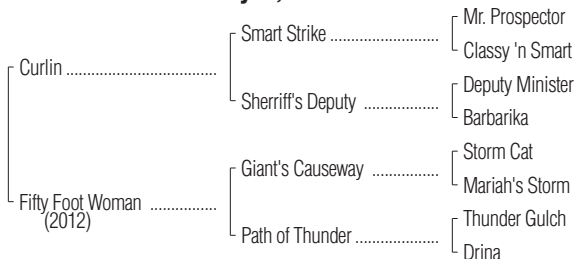 Mr. Prospector
Smart Strike ........................
Classy 'n Smart
Curlin .................................
Deputy Minister
Sherriff's Deputy ................
Barbarika
Storm Cat
Giant's Causeway ..............
Mariah's Storm
Fifty Foot Woman ...............
(2012)
Thunder Gulch
Path of Thunder ..................
Drina